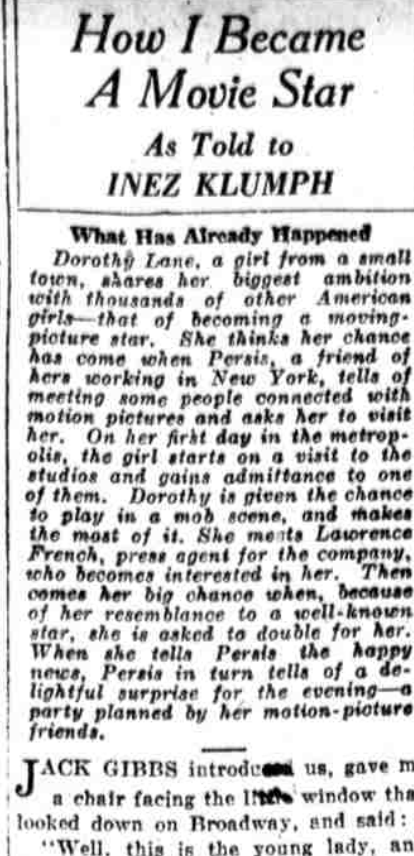 How I Became
A Movie Star
As Told to
INEZ KLUMPH
What Has Already Happened
Dorothy Lane, a girl from a small
town, shares her biggest ambition
with thousands of other American
girls—that of becoming a moving-
picture star. She thinks her chance
has come when Persis, a friend of
hers working in New York, tells of
meeting some people connected with
motion pictures and asks her to visit
her. On her first day in the metrop-
olis, the girl starts on a visit to the
studios and gains admittance to one
of them. Dorothy is given the chance
to play in a mob scene, and makes
the most of it. She meets Lawrence
French, press agent for the company,
who becomes interested in her. Then
comes her big chance when, because
of her resemblance to a well-known
star, she is asked to double for her.
When she tells Persis the happy
news, Persis in turn tells of a de-
lightful surprise for the evening—a
party planned by her motion-picture
friends.
JACK GIBBS introduced us, gave m
a chair facing the little window tha
looked down on Broadway, and said:
"Well, this is the young lady, an